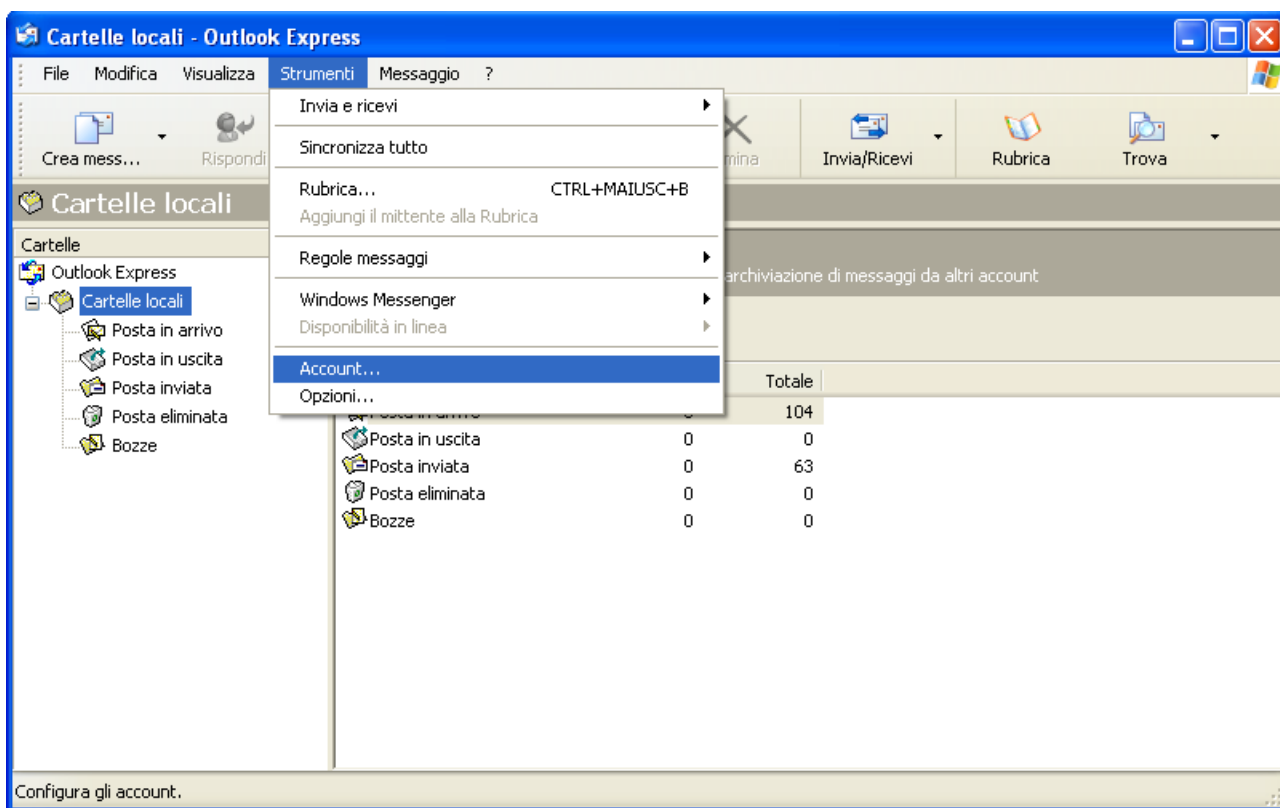 Cartelle locali - Outlook Express
File Modifica Visualizza Strumenti Messaggio ?
Crea mess... Rispondi Invia/Ricevi Rubrica Trova
Invia e ricevi
Sincronizza tutto
Rubrica... CTRL+MAIUSC+B
Aggiungi il mittente alla Rubrica
Regole messaggi
Windows Messenger
Disponibilità in linea
Account...
Opzioni...
Cartelle locali
archiviazione di messaggi da altri account
Cartelle
Outlook Express
Cartelle locali
Posta in arrivo
Posta in uscita
Posta inviata
Posta eliminata
Bozze
Totale
104
Posta in uscita 0 0
Posta inviata 0 63
Posta eliminata 0 0
Bozze 0 0
Configura gli account.